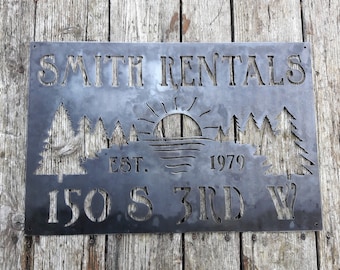 SMITH RENTALS
EST. 1979
150 S 3RD W